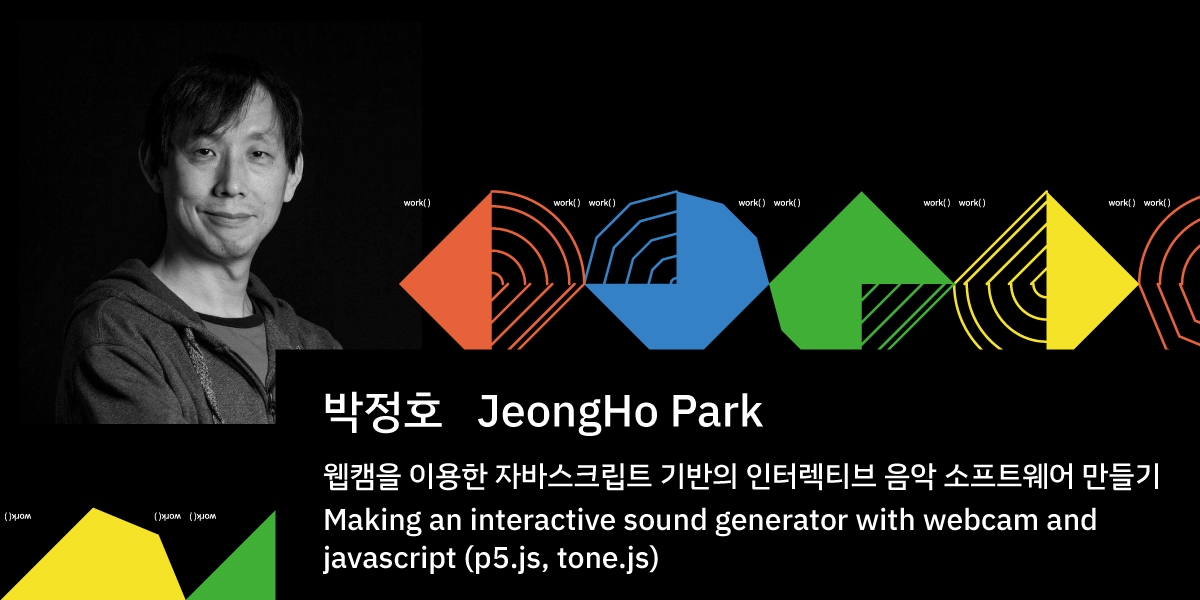 work( ) work( ) work( ) work( ) work( ) work( ) work( ) work( )
박정호 JeongHo Park
웹캠을 이용한 자바스크립트 기반의 인터렉티브 음악 소프트웨어 만들기
Making an interactive sound generator with webcam and
javascript (p5.js, tone.js)
work( ) work( ) work( )